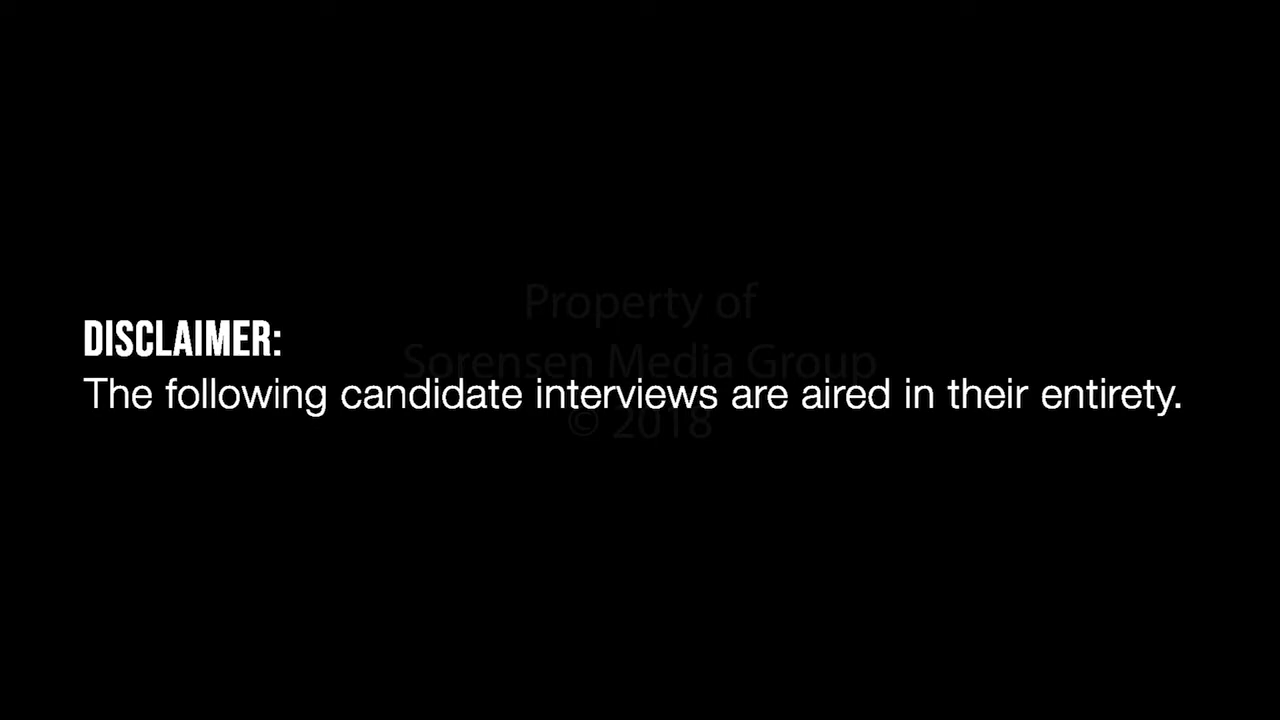 Property of
DISCLAIMER:
Sorensen Media Group
The following candidate interviews are aired in their entirety.
© 2018